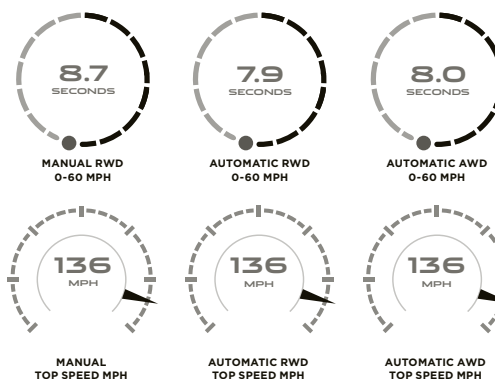 8.7
SECONDS
MANUAL RWD
0-60 MPH
7.9
SECONDS
AUTOMATIC RWD
0-60 MPH
8.0
SECONDS
AUTOMATIC AWD
0-60 MPH
136
MPH
MANUAL
TOP SPEED MPH
136
MPH
AUTOMATIC RWD
TOP SPEED MPH
136
MPH
AUTOMATIC AWD
TOP SPEED MPH